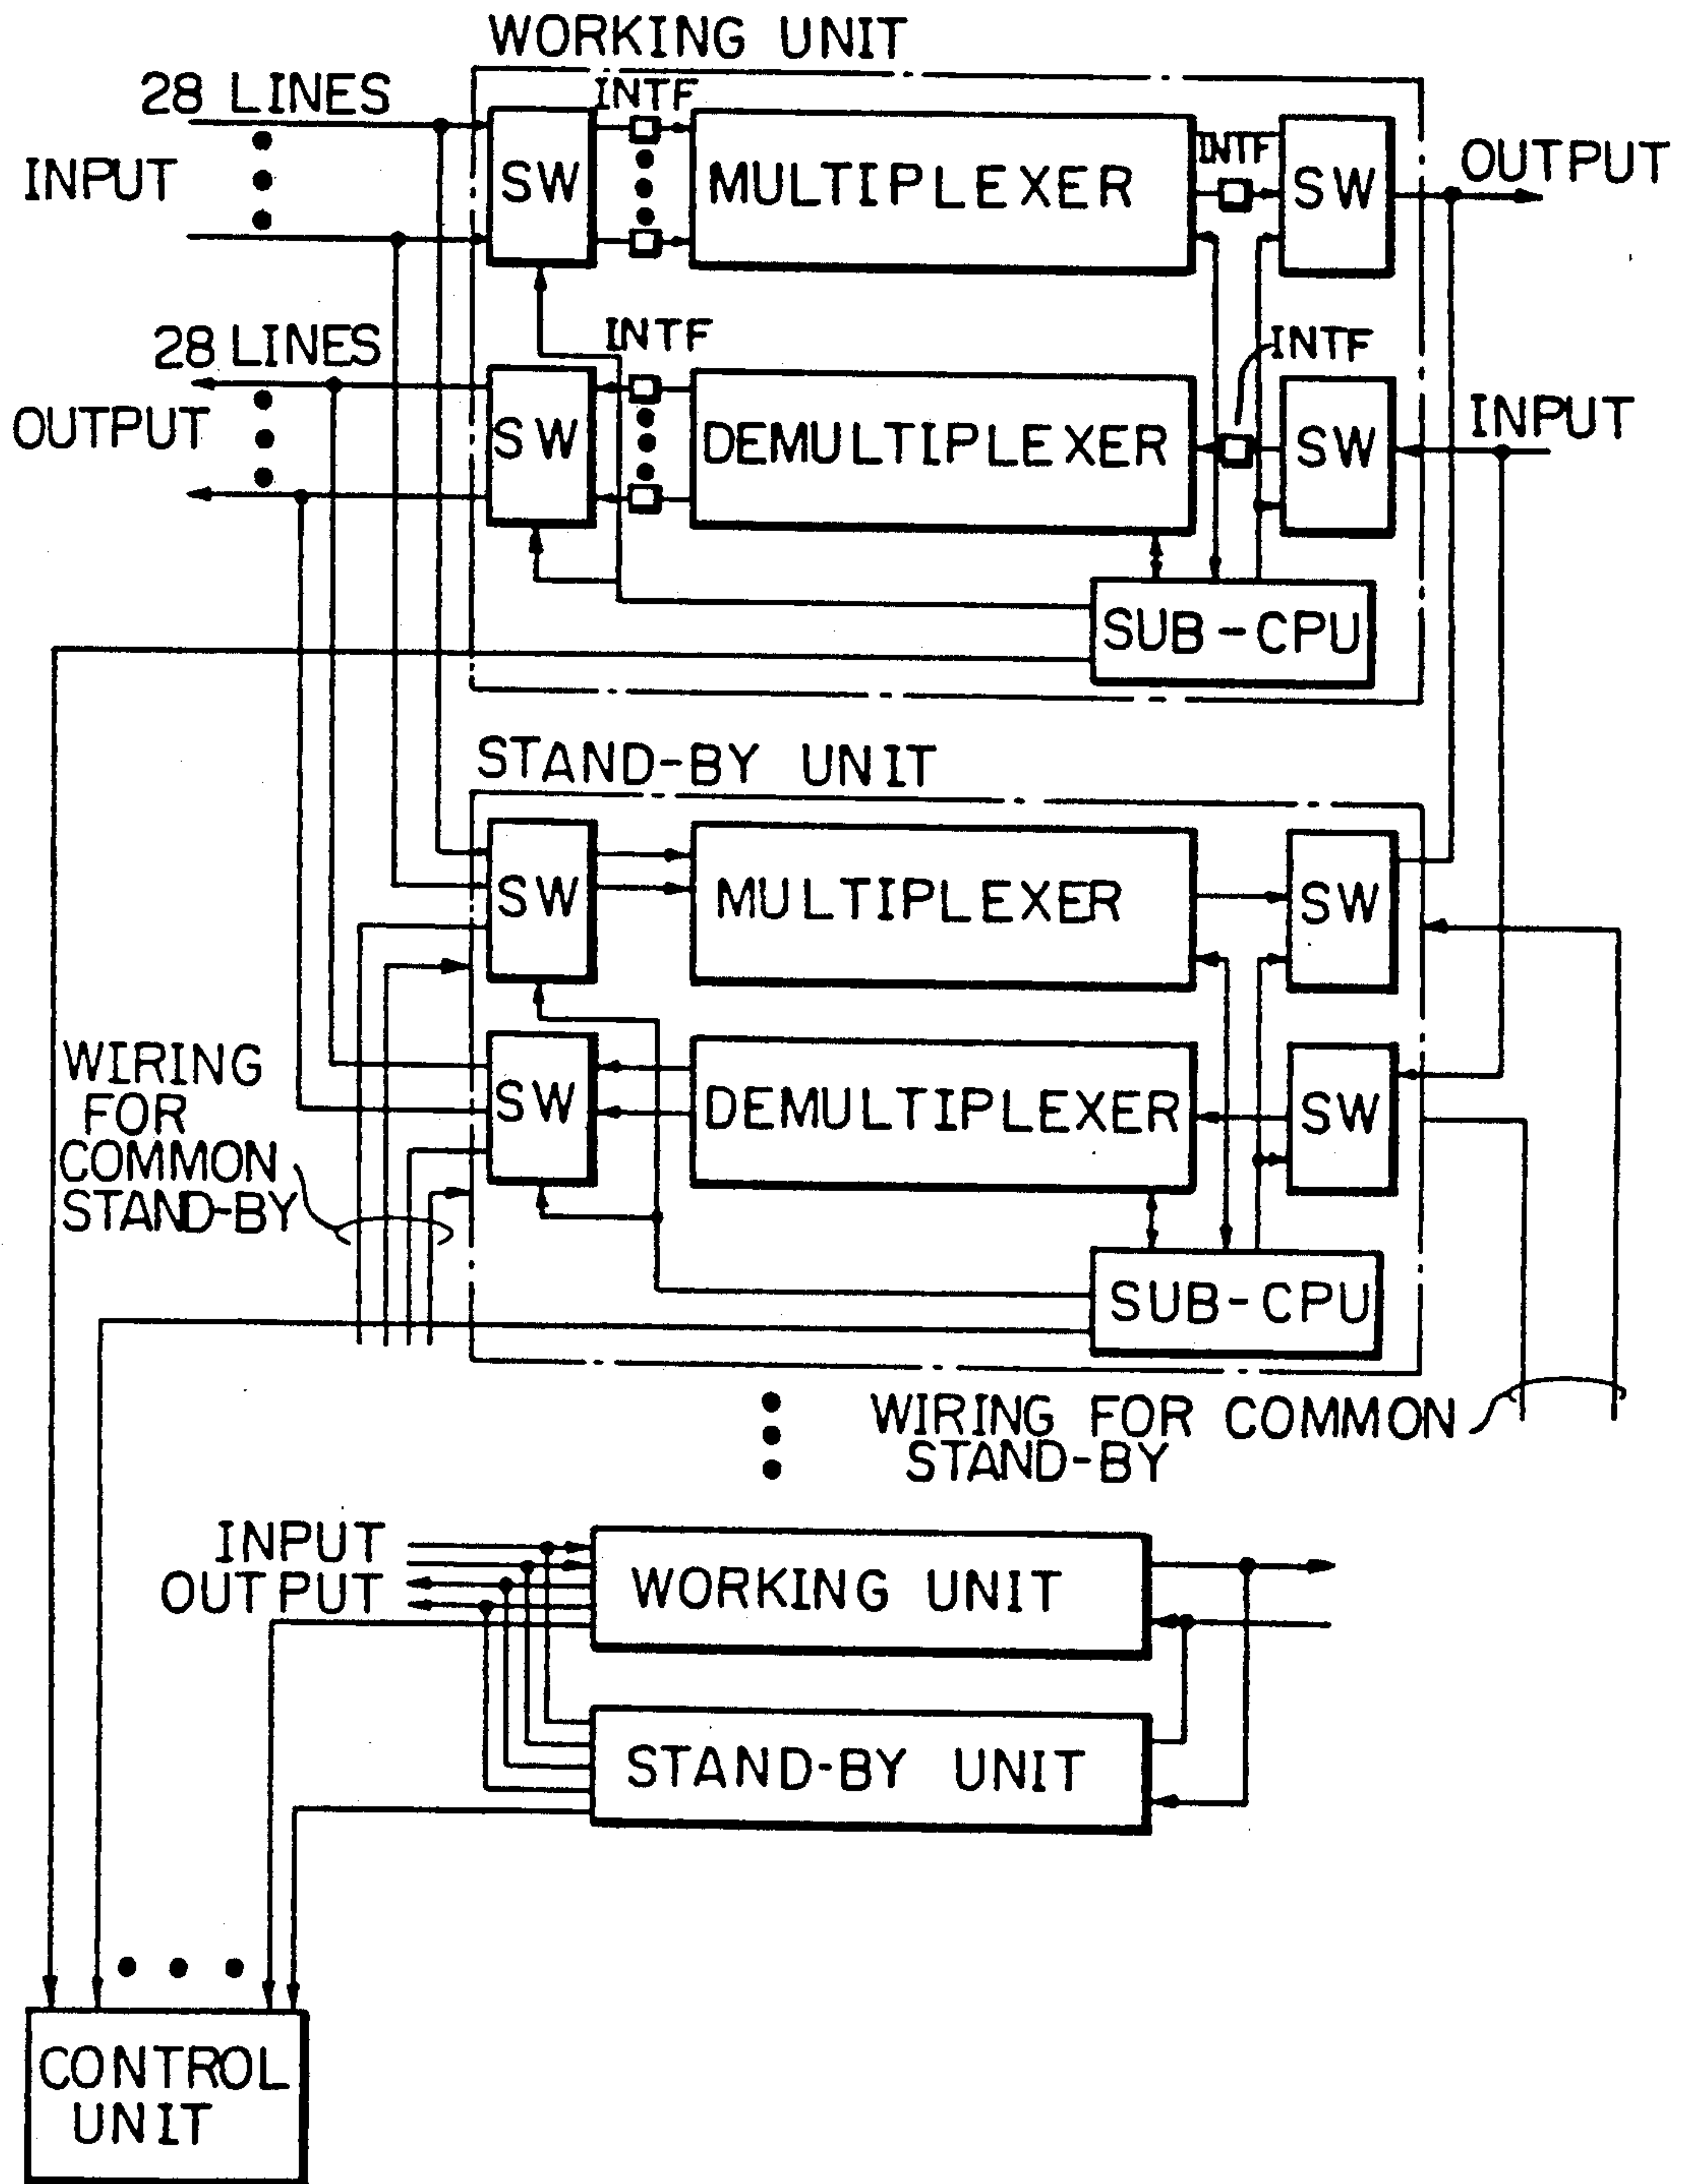 WORKING UNIT
28 LINES
INTF
INPUT
SW
MULTIPLEXER
INTF
SW
OUTPUT
28 LINES
INTF
INTF
OUTPUT
SW
DEMULTIPLEXER
SW
INPUT
SUB-CPU
STAND-BY UNIT
SW
MULTIPLEXER
SW
WIRING
FOR
COMMON
STAND-BY
SW
DEMULTIPLEXER
SW
SUB-CPU
WIRING FOR COMMON
STAND-BY
INPUT
OUTPUT
WORKING UNIT
STAND-BY UNIT
CONTROL
UNIT